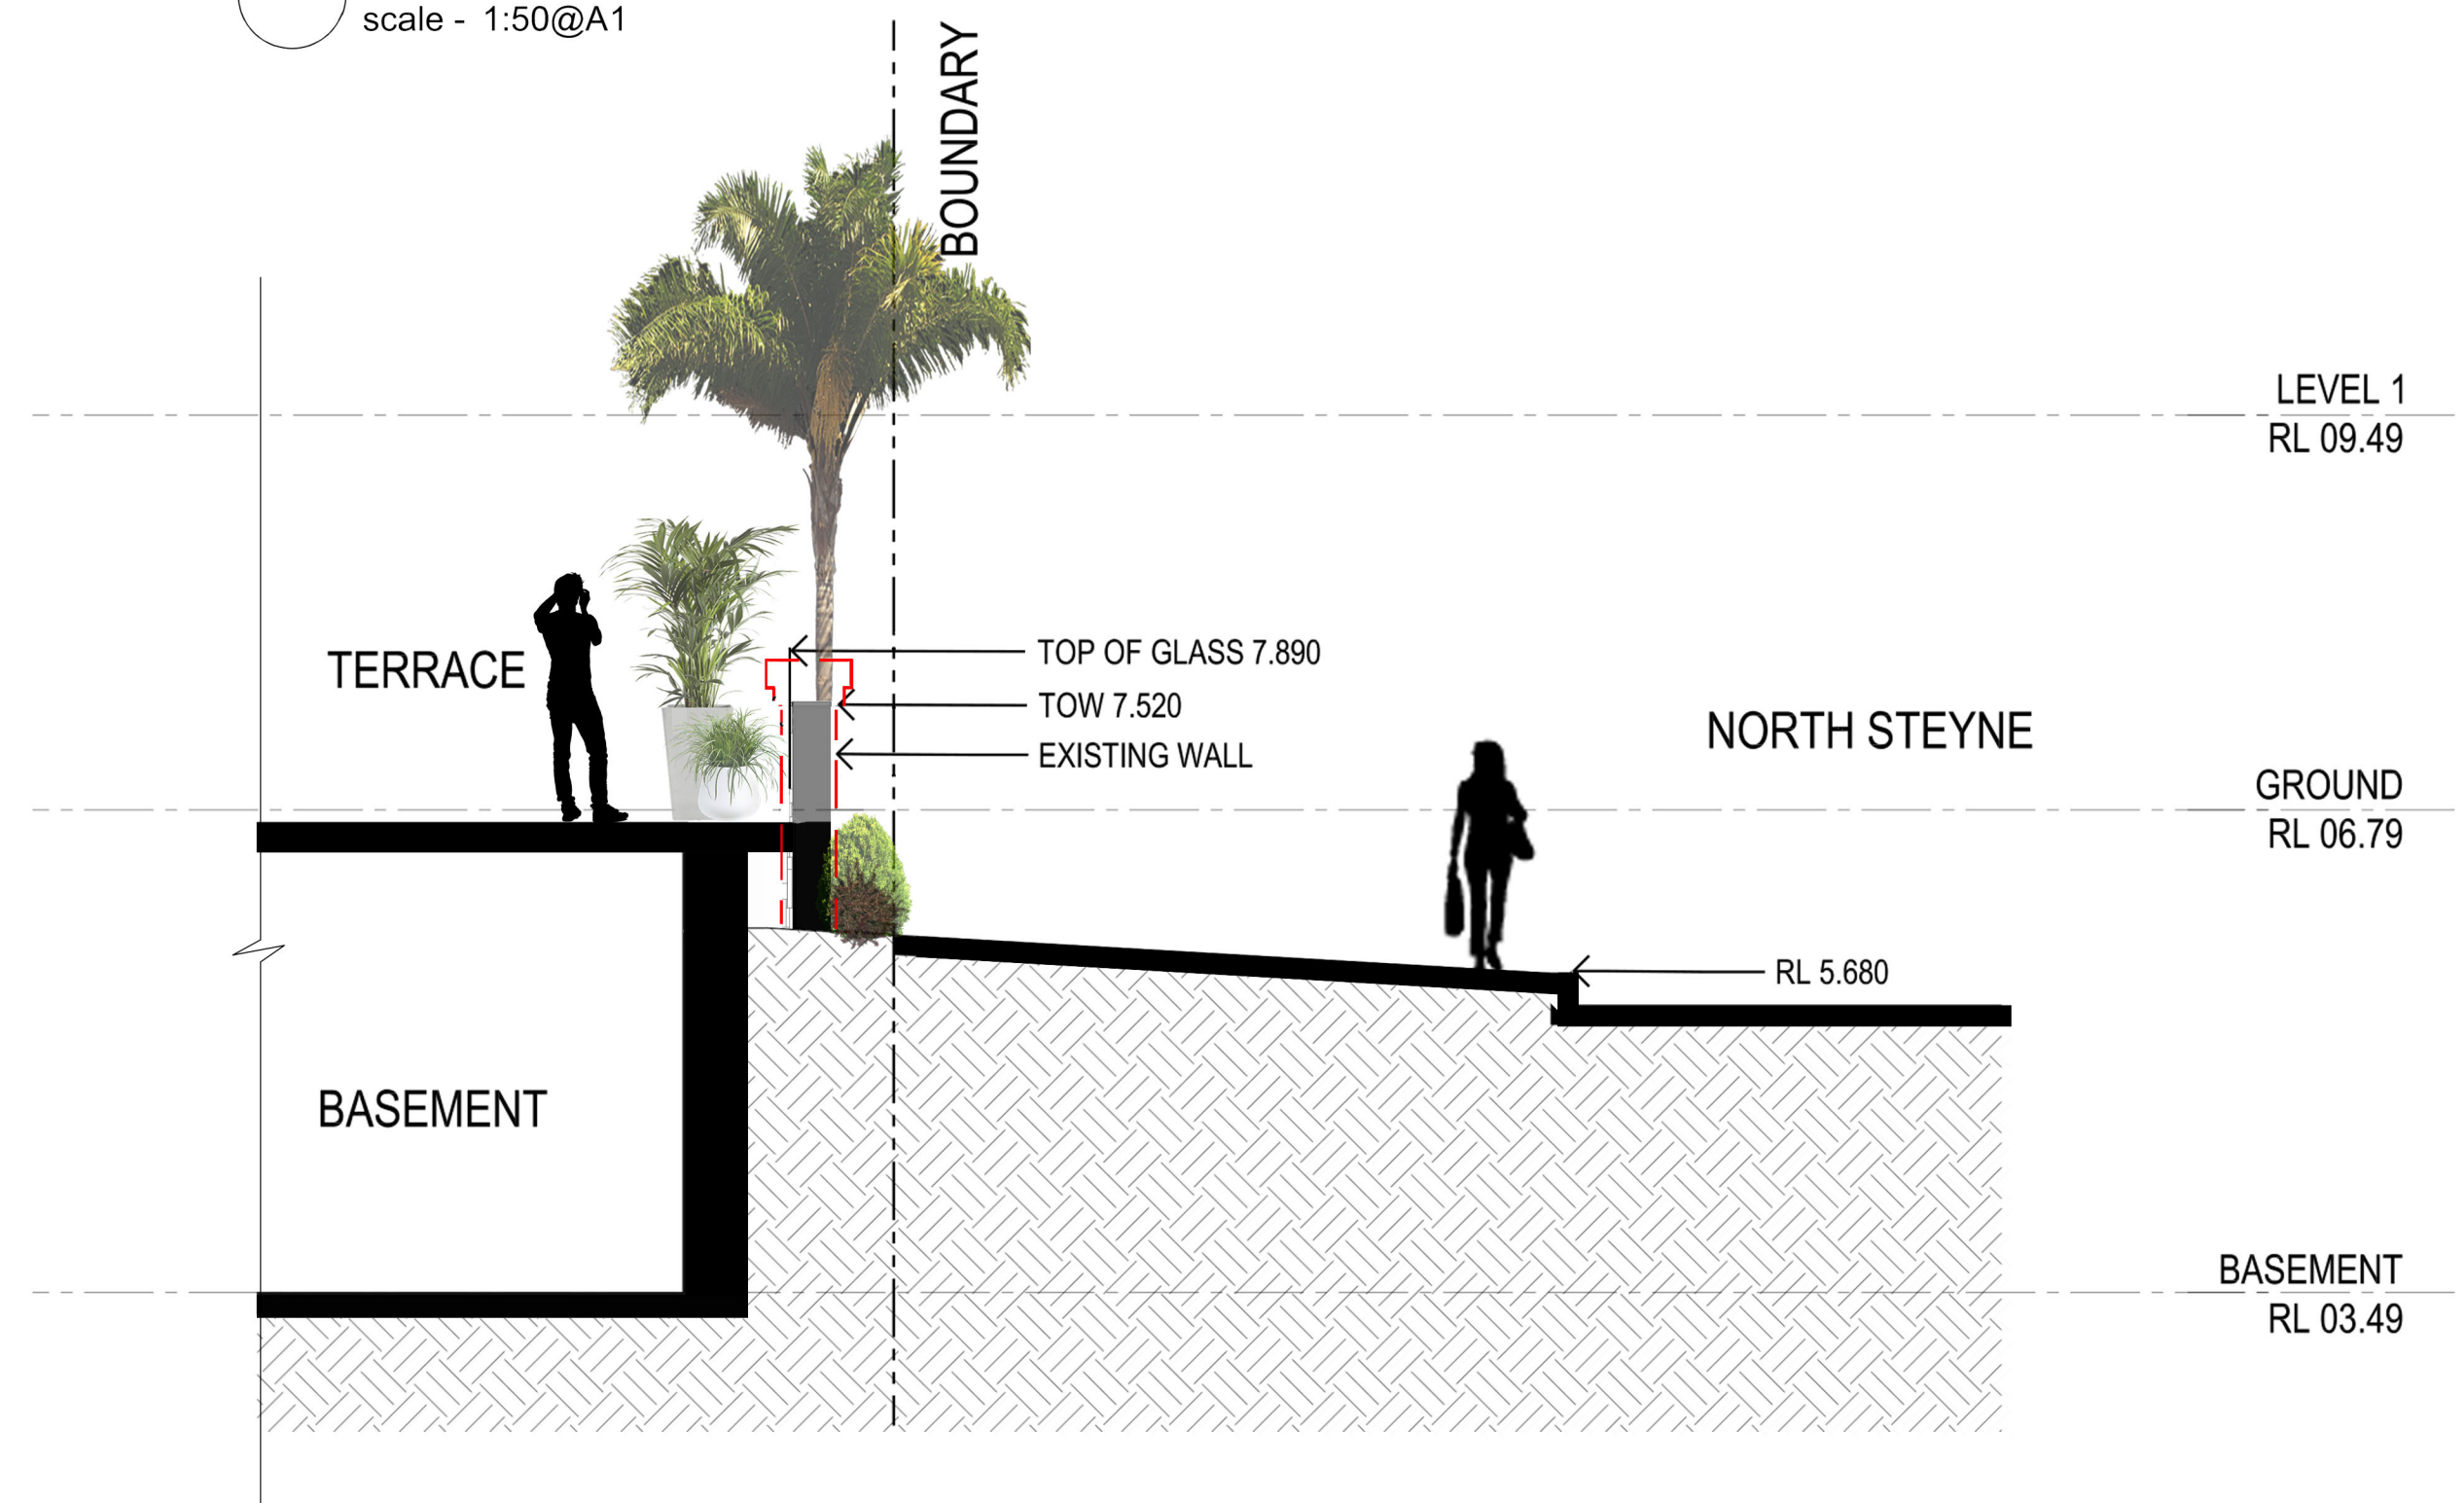 scale - 1:50@A1
BOUNDARY
LEVEL 1
RL 09.49
TERRACE
TOP OF GLASS 7.890
TOW 7.520
EXISTING WALL
NORTH STEYNE
GROUND
RL 06.79
RL 5.680
BASEMENT
BASEMENT
RL 03.49